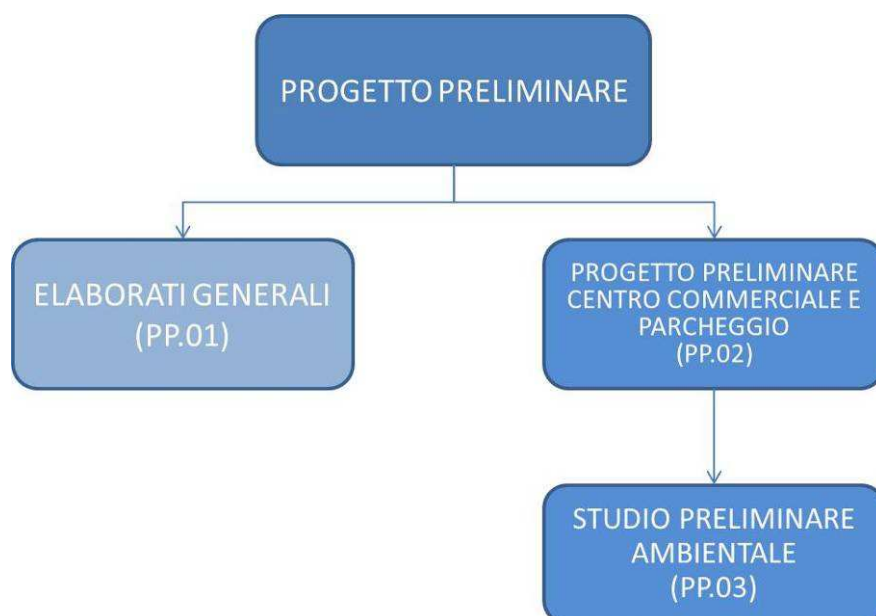 PROGETTO PRELIMINARE
ELABORATI GENERALI
(PP.01)
PROGETTO PRELIMINARE
CENTRO COMMERCIALE E
PARCHEGGIO
(PP.02)
STUDIO PRELIMINARE
AMBIENTALE
(PP.03)